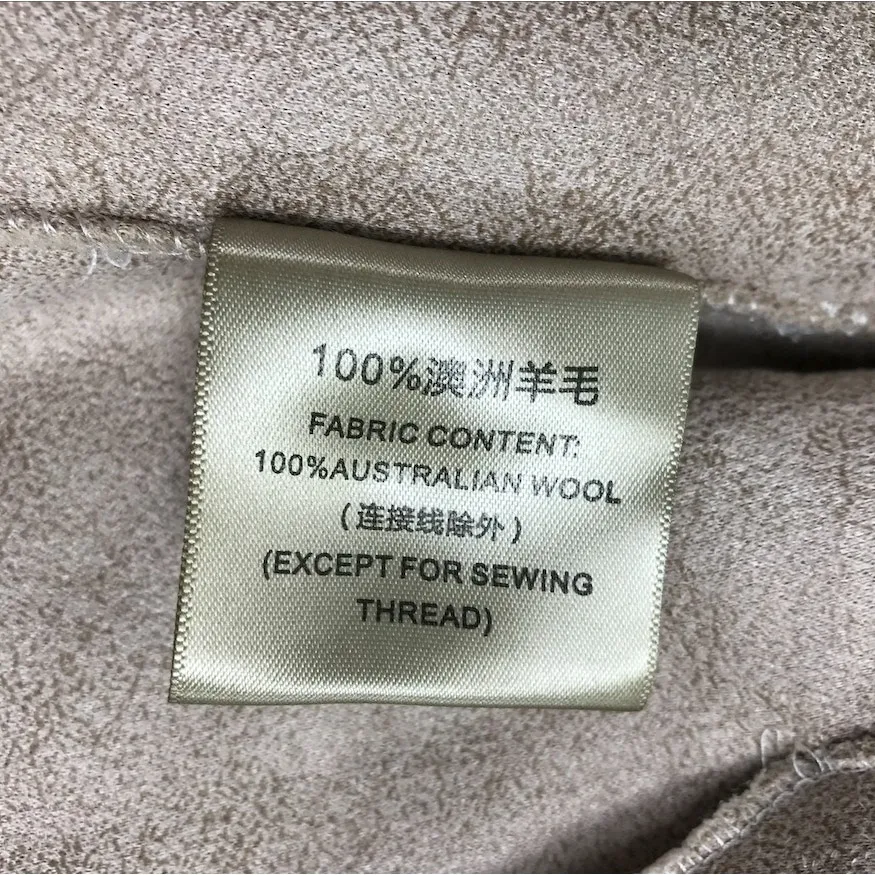 100%澳洲羊毛
FABRIC CONTENT:
100%AUSTRALIAN WOOL
(连接线除外)
(EXCEPT FOR SEWING
THREAD)